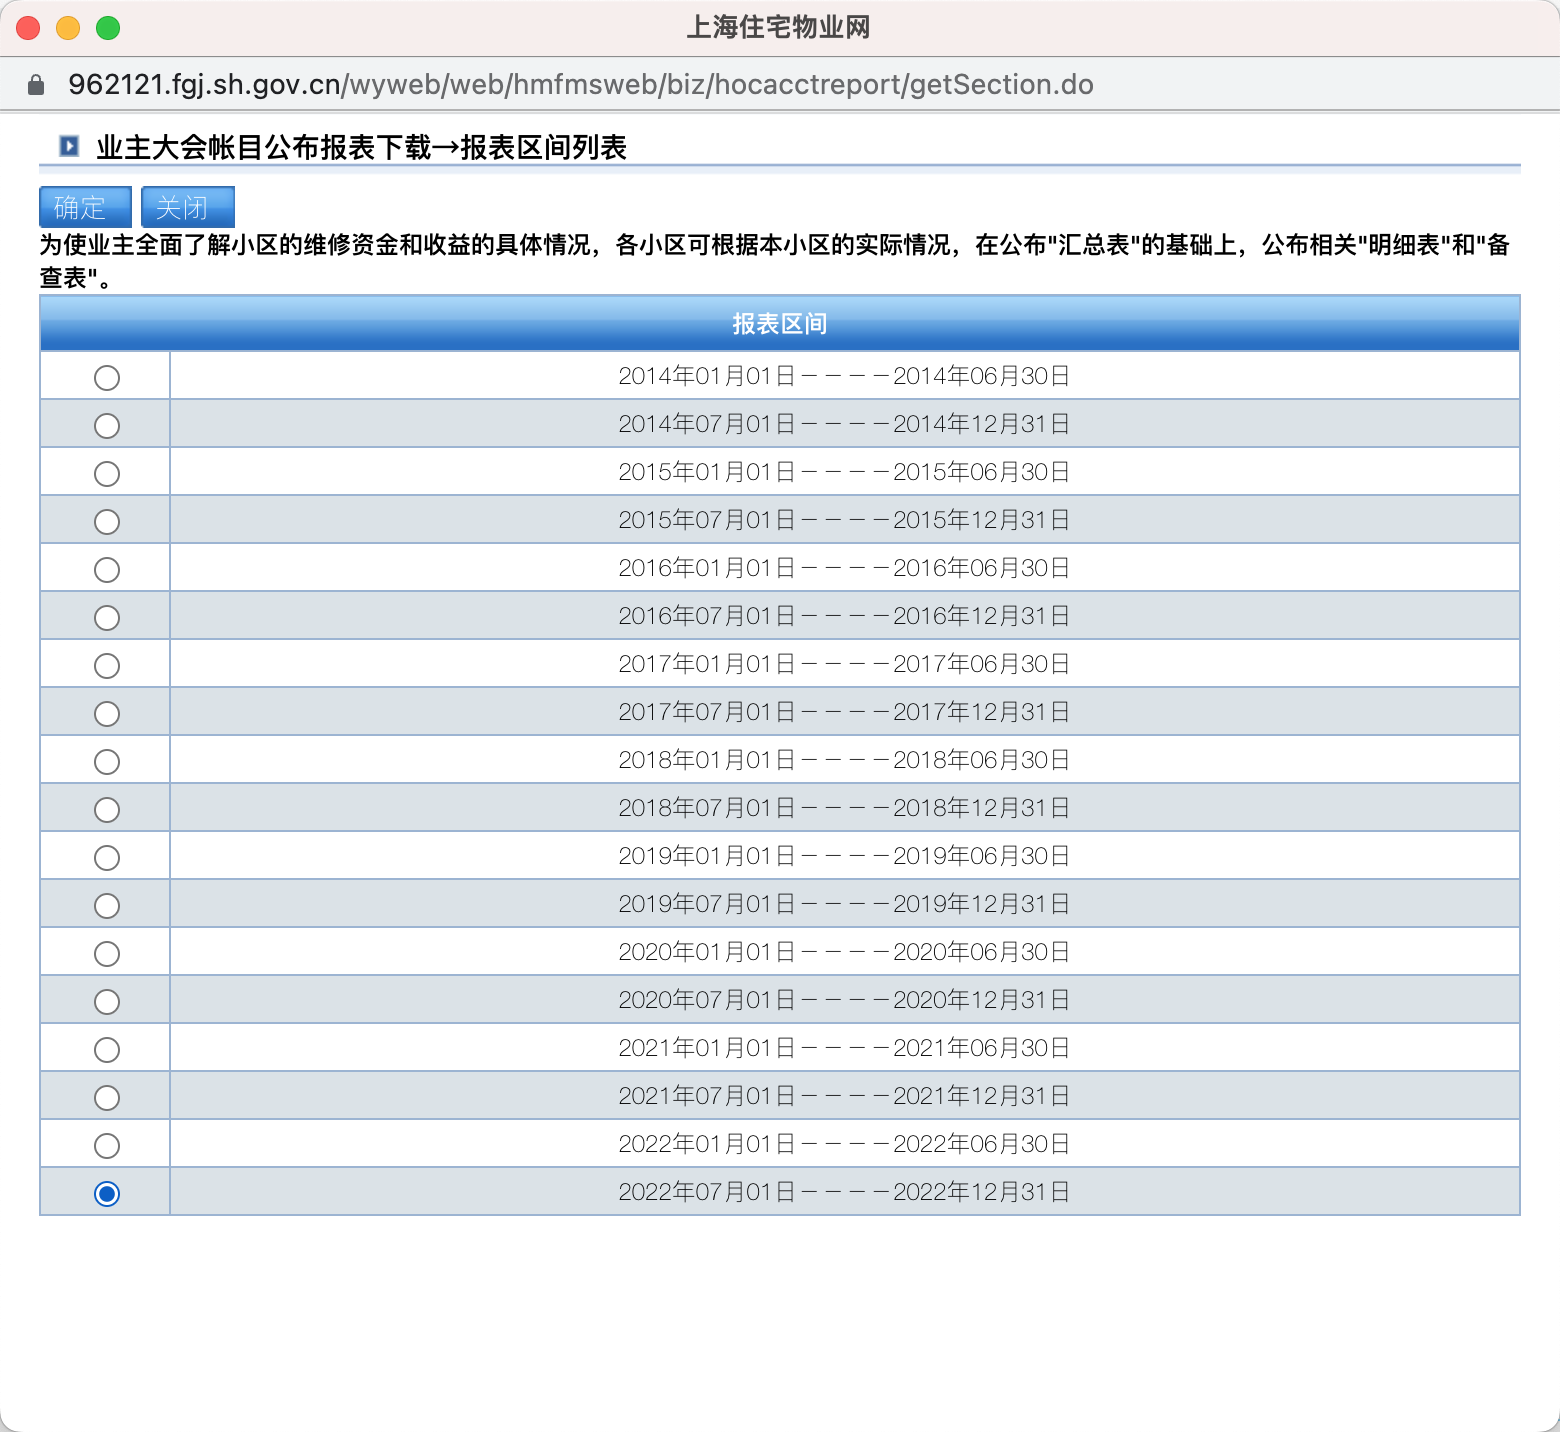 上海住宅物业网
962121.fgj.sh.gov.cn/wyweb/web/hmfmsweb/biz/hocacctreport/getSection.do
业主大会帐目公布报表下载→报表区间列表
确定 关闭
为使业主全面了解小区的维修资金和收益的具体情况，各小区可根据本小区的实际情况，在公布"汇总表"的基础上，公布相关"明细表"和"备
查表"。
报表区间
2014年01月01日－－－－2014年06月30日
2014年07月01日－－－－2014年12月31日
2015年01月01日－－－－2015年06月30日
2015年07月01日－－－－2015年12月31日
2016年01月01日－－－－2016年06月30日
2016年07月01日－－－－2016年12月31日
2017年01月01日－－－－2017年06月30日
2017年07月01日－－－－2017年12月31日
2018年01月01日－－－－2018年06月30日
2018年07月01日－－－－2018年12月31日
2019年01月01日－－－－2019年06月30日
2019年07月01日－－－－2019年12月31日
2020年01月01日－－－－2020年06月30日
2020年07月01日－－－－2020年12月31日
2021年01月01日－－－－2021年06月30日
2021年07月01日－－－－2021年12月31日
2022年01月01日－－－－2022年06月30日
2022年07月01日－－－－2022年12月31日